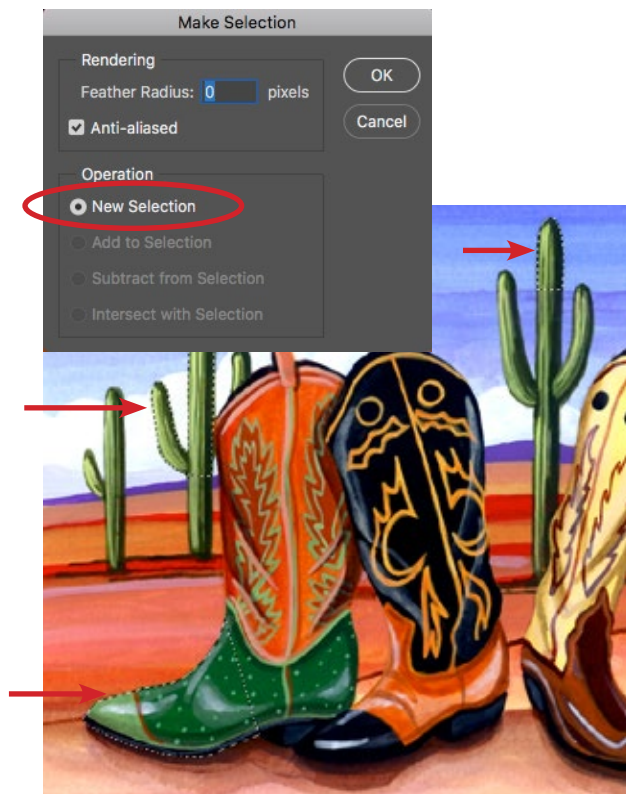 Make Selection
Rendering
Feather Radius: 0 pixels
Anti-aliased
OK
Cancel
Operation
New Selection
Add to Selection
Subtract from Selection
Intersect with Selection